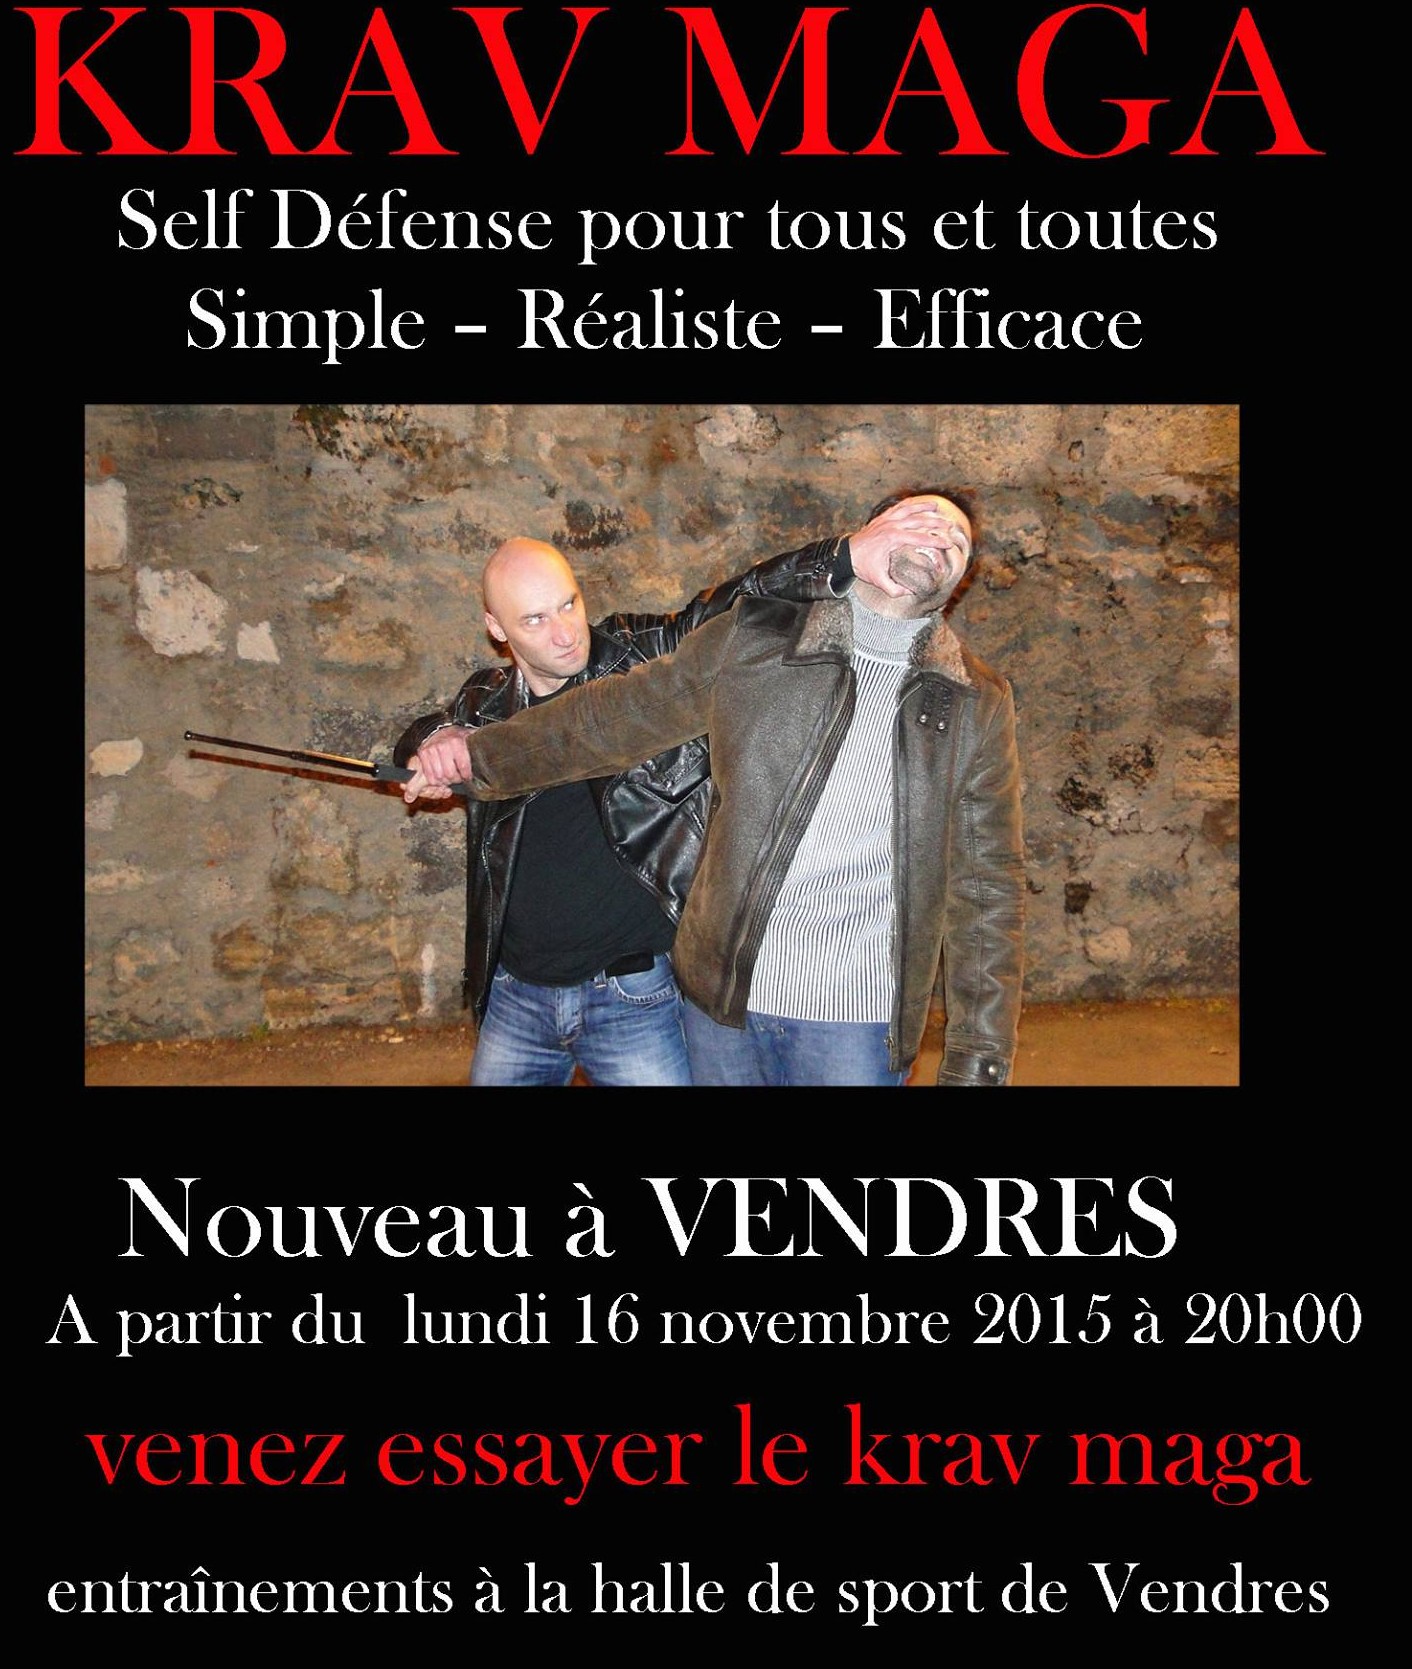 KRAV MAGA
Self Défense pour tous et toutes
Simple – Réaliste – Efficace
Nouveau à VENDRES
A partir du lundi 16 novembre 2015 à 20h00
venez essayer le krav maga
entraînements à la halle de sport de Vendres